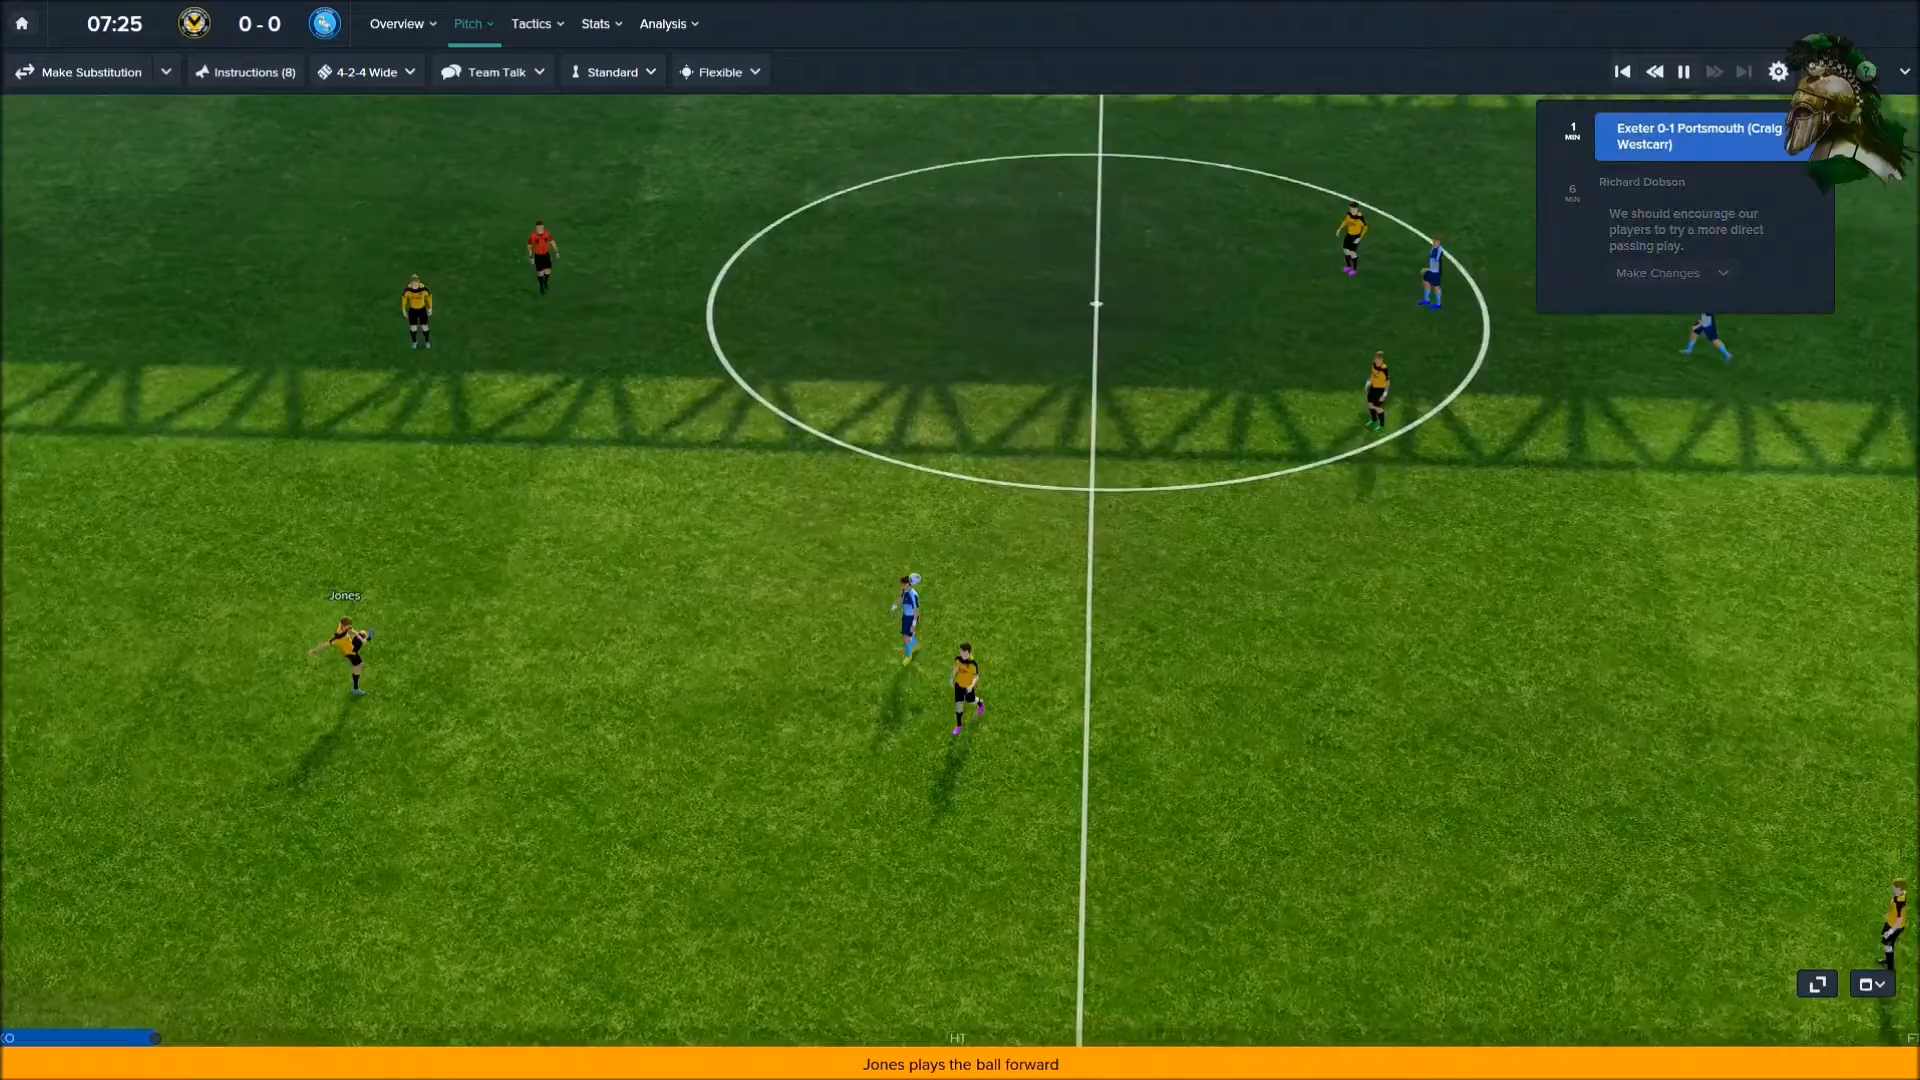 07:25
0 - 0
Overview
Pitch
Tactics
Stats
Analysis
Make Substitution
Instructions (8)
4-2-4 Wide
Team Talk
Standard
Flexible
?
1
MIN
Exeter 0-1 Portsmouth (Craig
Westcarr)
6
MIN
Richard Dobson
We should encourage our
players to try a more direct
passing play.
Make Changes
Jones
HT
Jones plays the ball forward